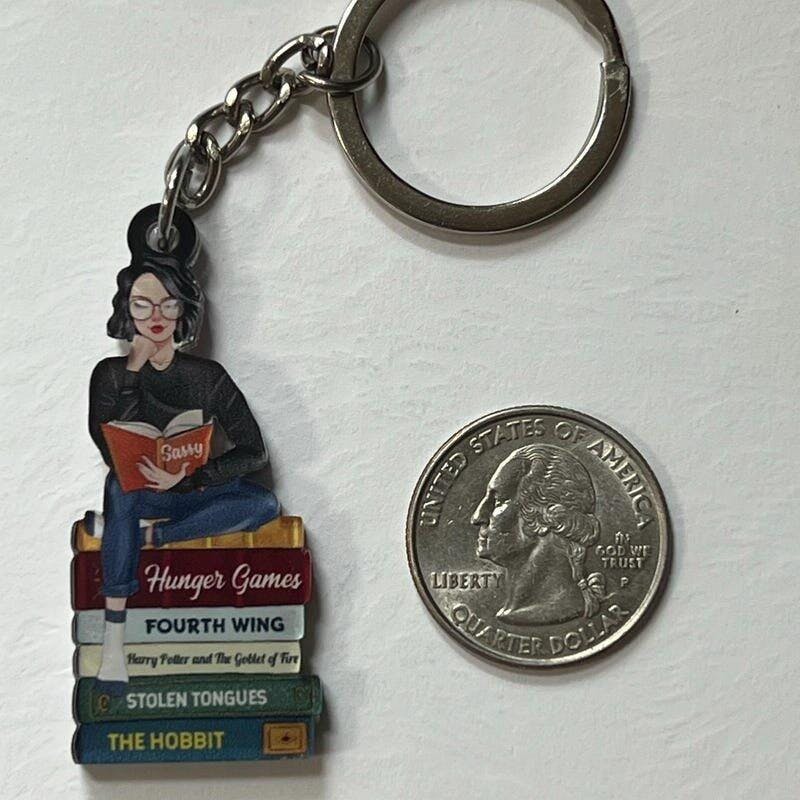 Sassy
Hunger Games
FOURTH WING
Harry Potter and The Goblet of Fire
STOLEN TONGUES
THE HOBBIT
UNITED STATES OF AMERICA
IN
GOD WE
TRUST
P
LIBERTY
QUARTER DOLLAR